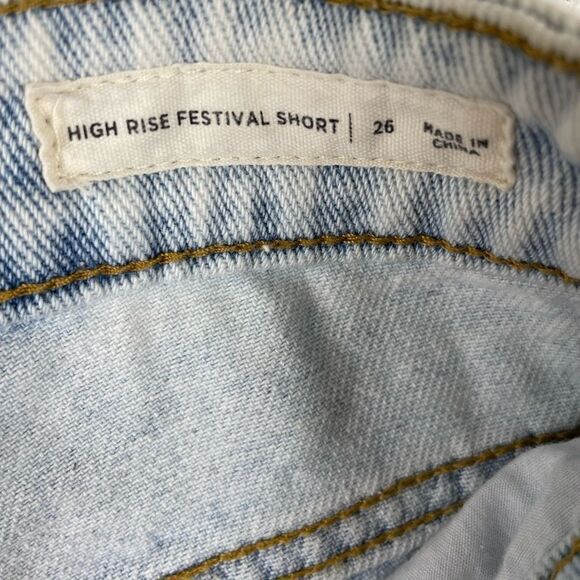 HIGH RISE FESTIVAL SHORT | 26 MADE IN
CHINA